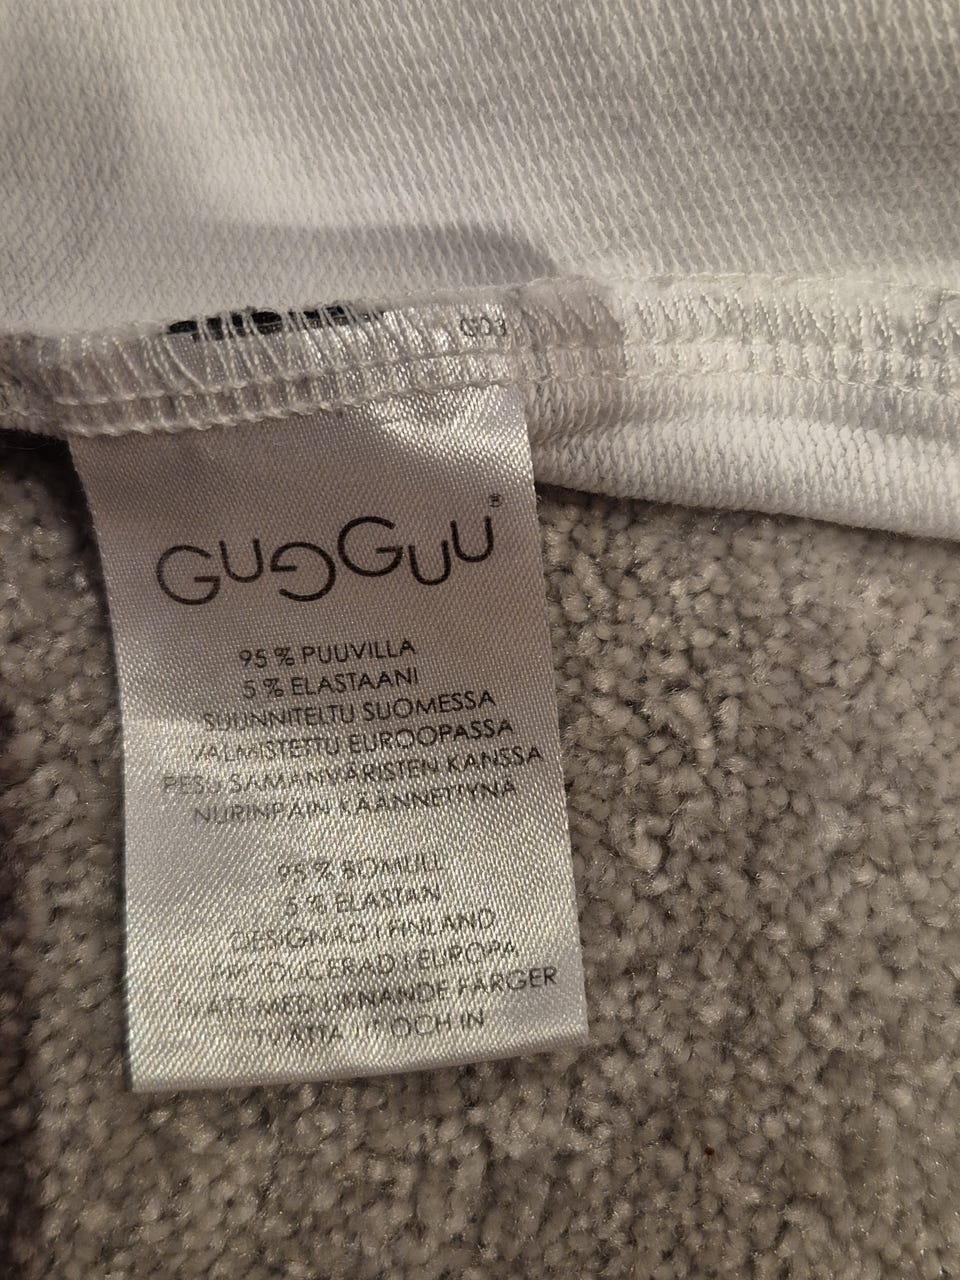 GUGGUU®
95 % PUUVILLA
5 % ELASTAANI
SUUNNITELTU SUOMESSA
VALMISTETTU EUROOPASSA
PESU SAMANVÄRISTEN KANSSA
NURINPÄIN KÄÄNNETTYNÄ
95 % BOMULL
5 % ELASTAN
DESIGNAD I FINLAND
PRODUCERAD I EUROPA
TVÄTT MED LIKNANDE FÄRGER
TVÄTTA UT OCH IN